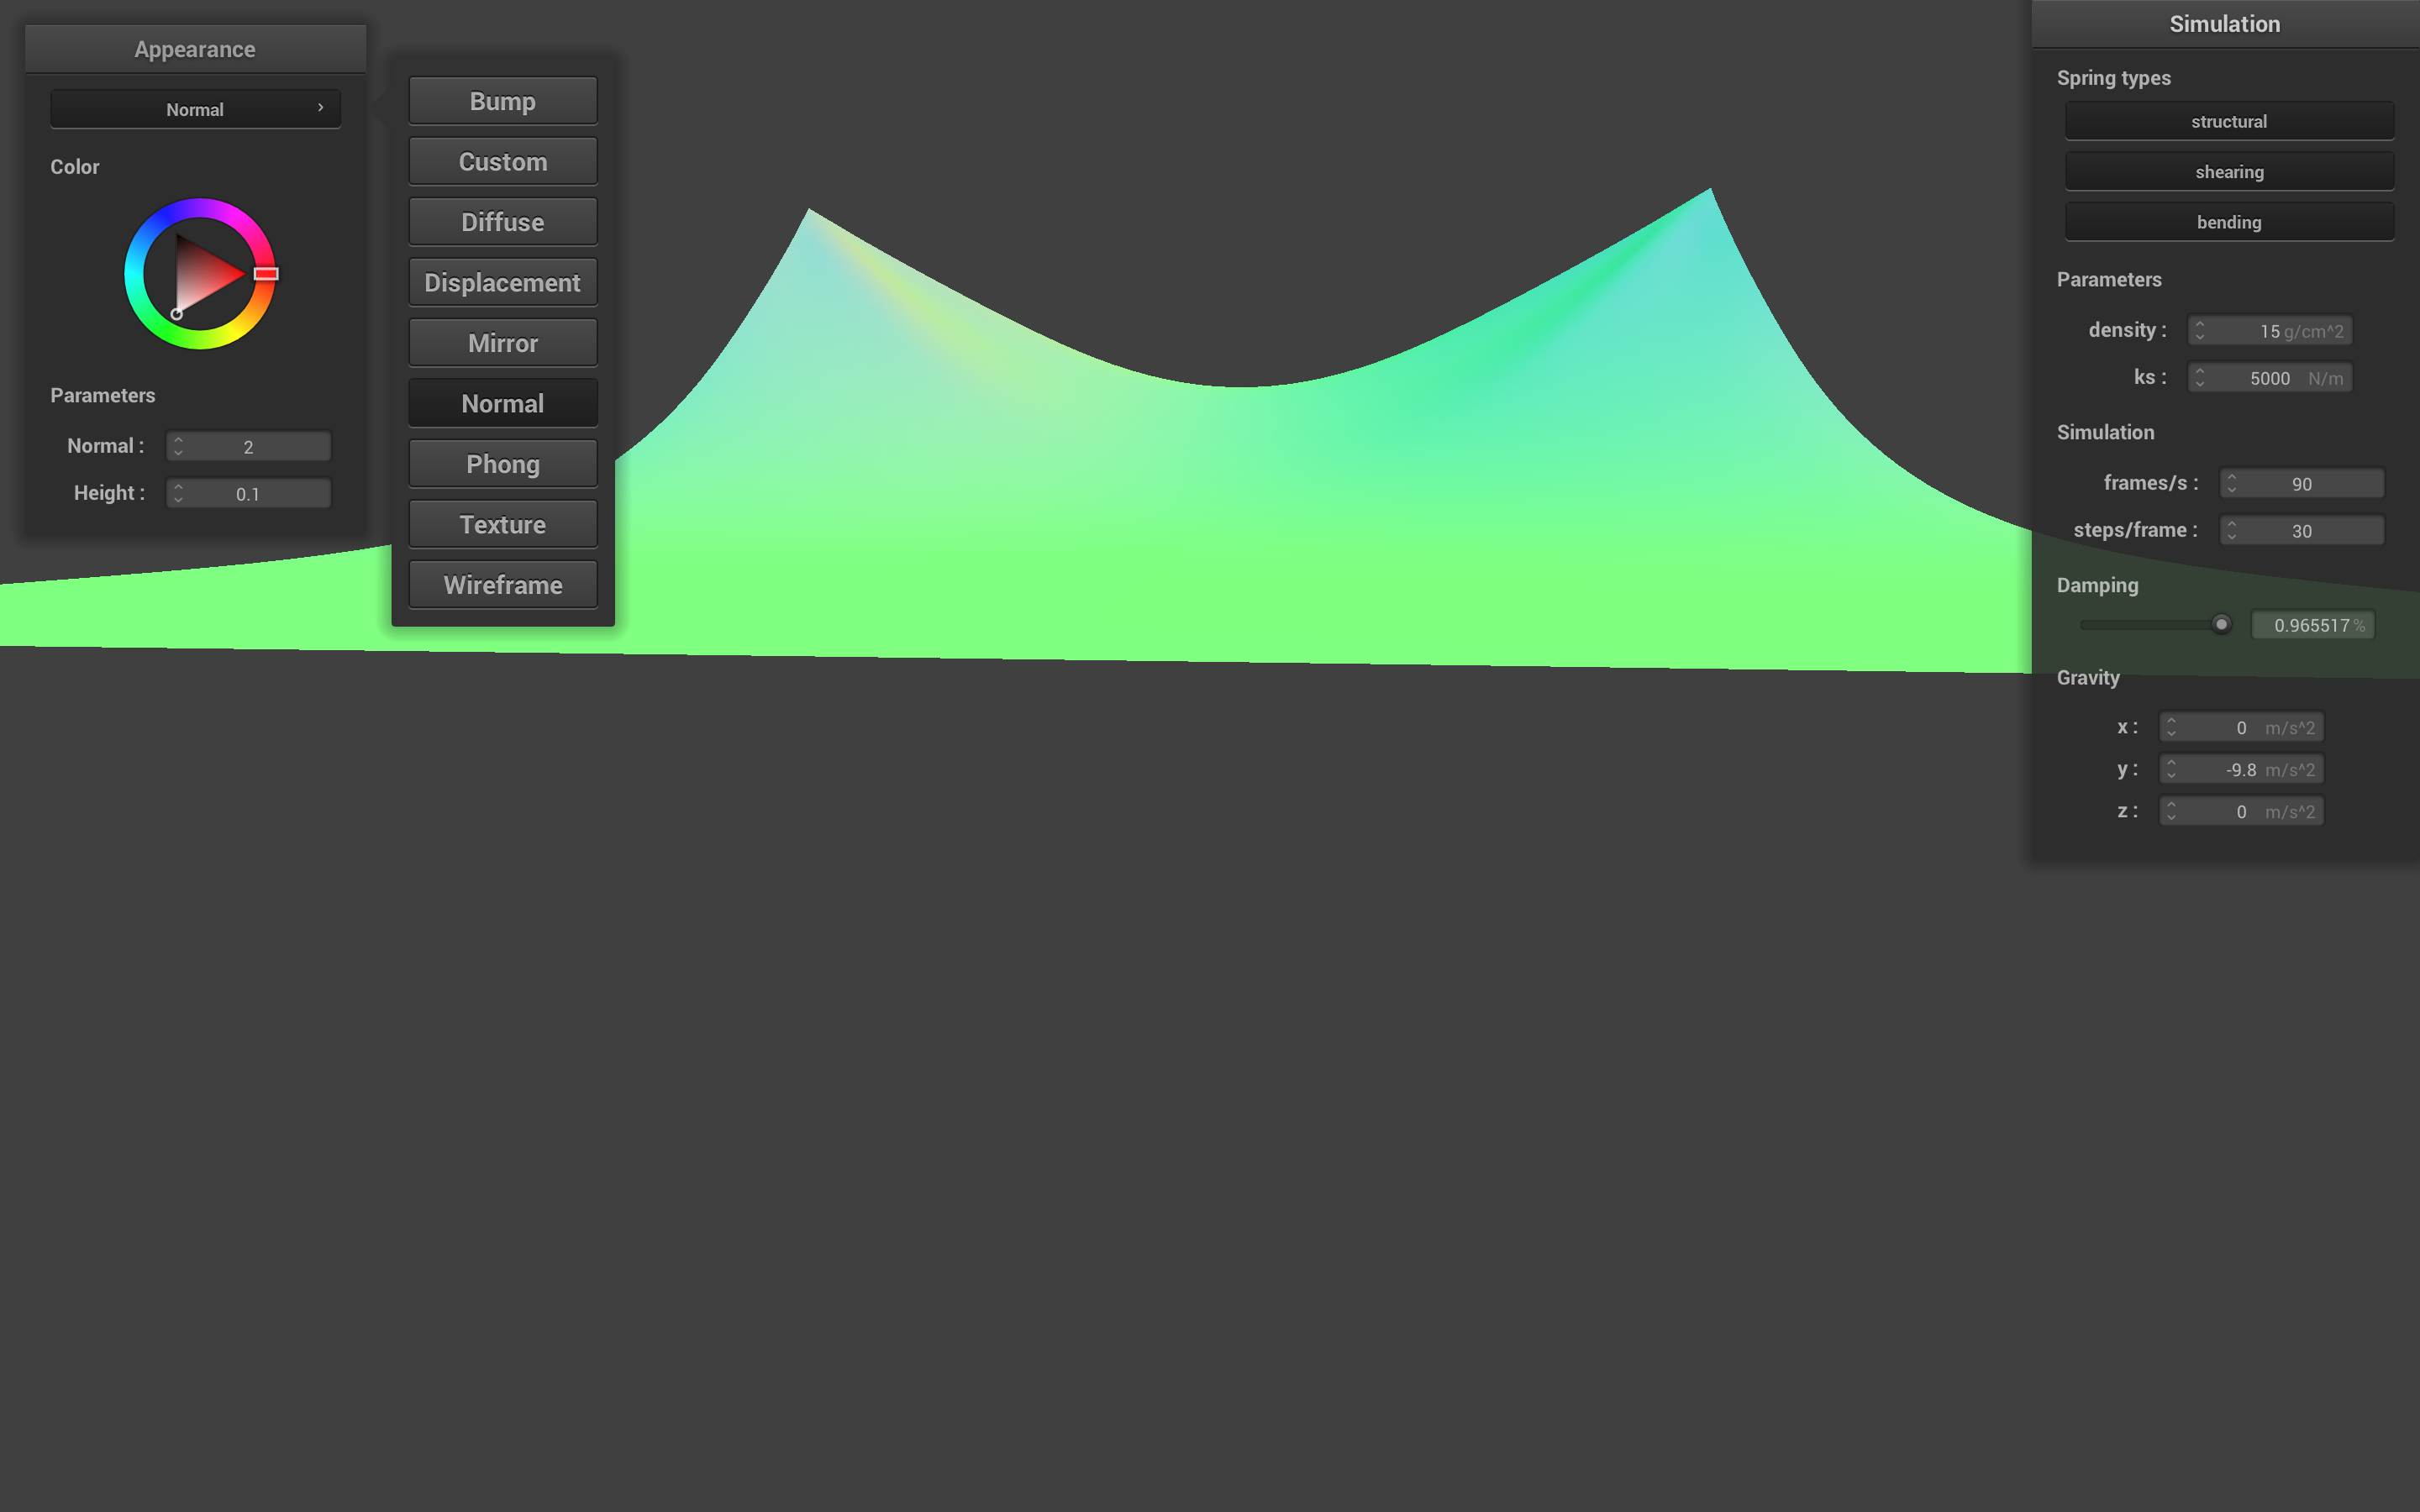 Appearance
Normal
Color
Parameters
Normal : 2
Height : 0.1
Bump
Custom
Diffuse
Displacement
Mirror
Normal
Phong
Texture
Wireframe
Simulation
Spring types
structural
shearing
bending
Parameters
density : 15 g/cm^2
ks : 5000 N/m
Simulation
frames/s : 90
steps/frame : 30
Damping
0.965517 %
Gravity
x : 0 m/s^2
y : -9.8 m/s^2
z : 0 m/s^2